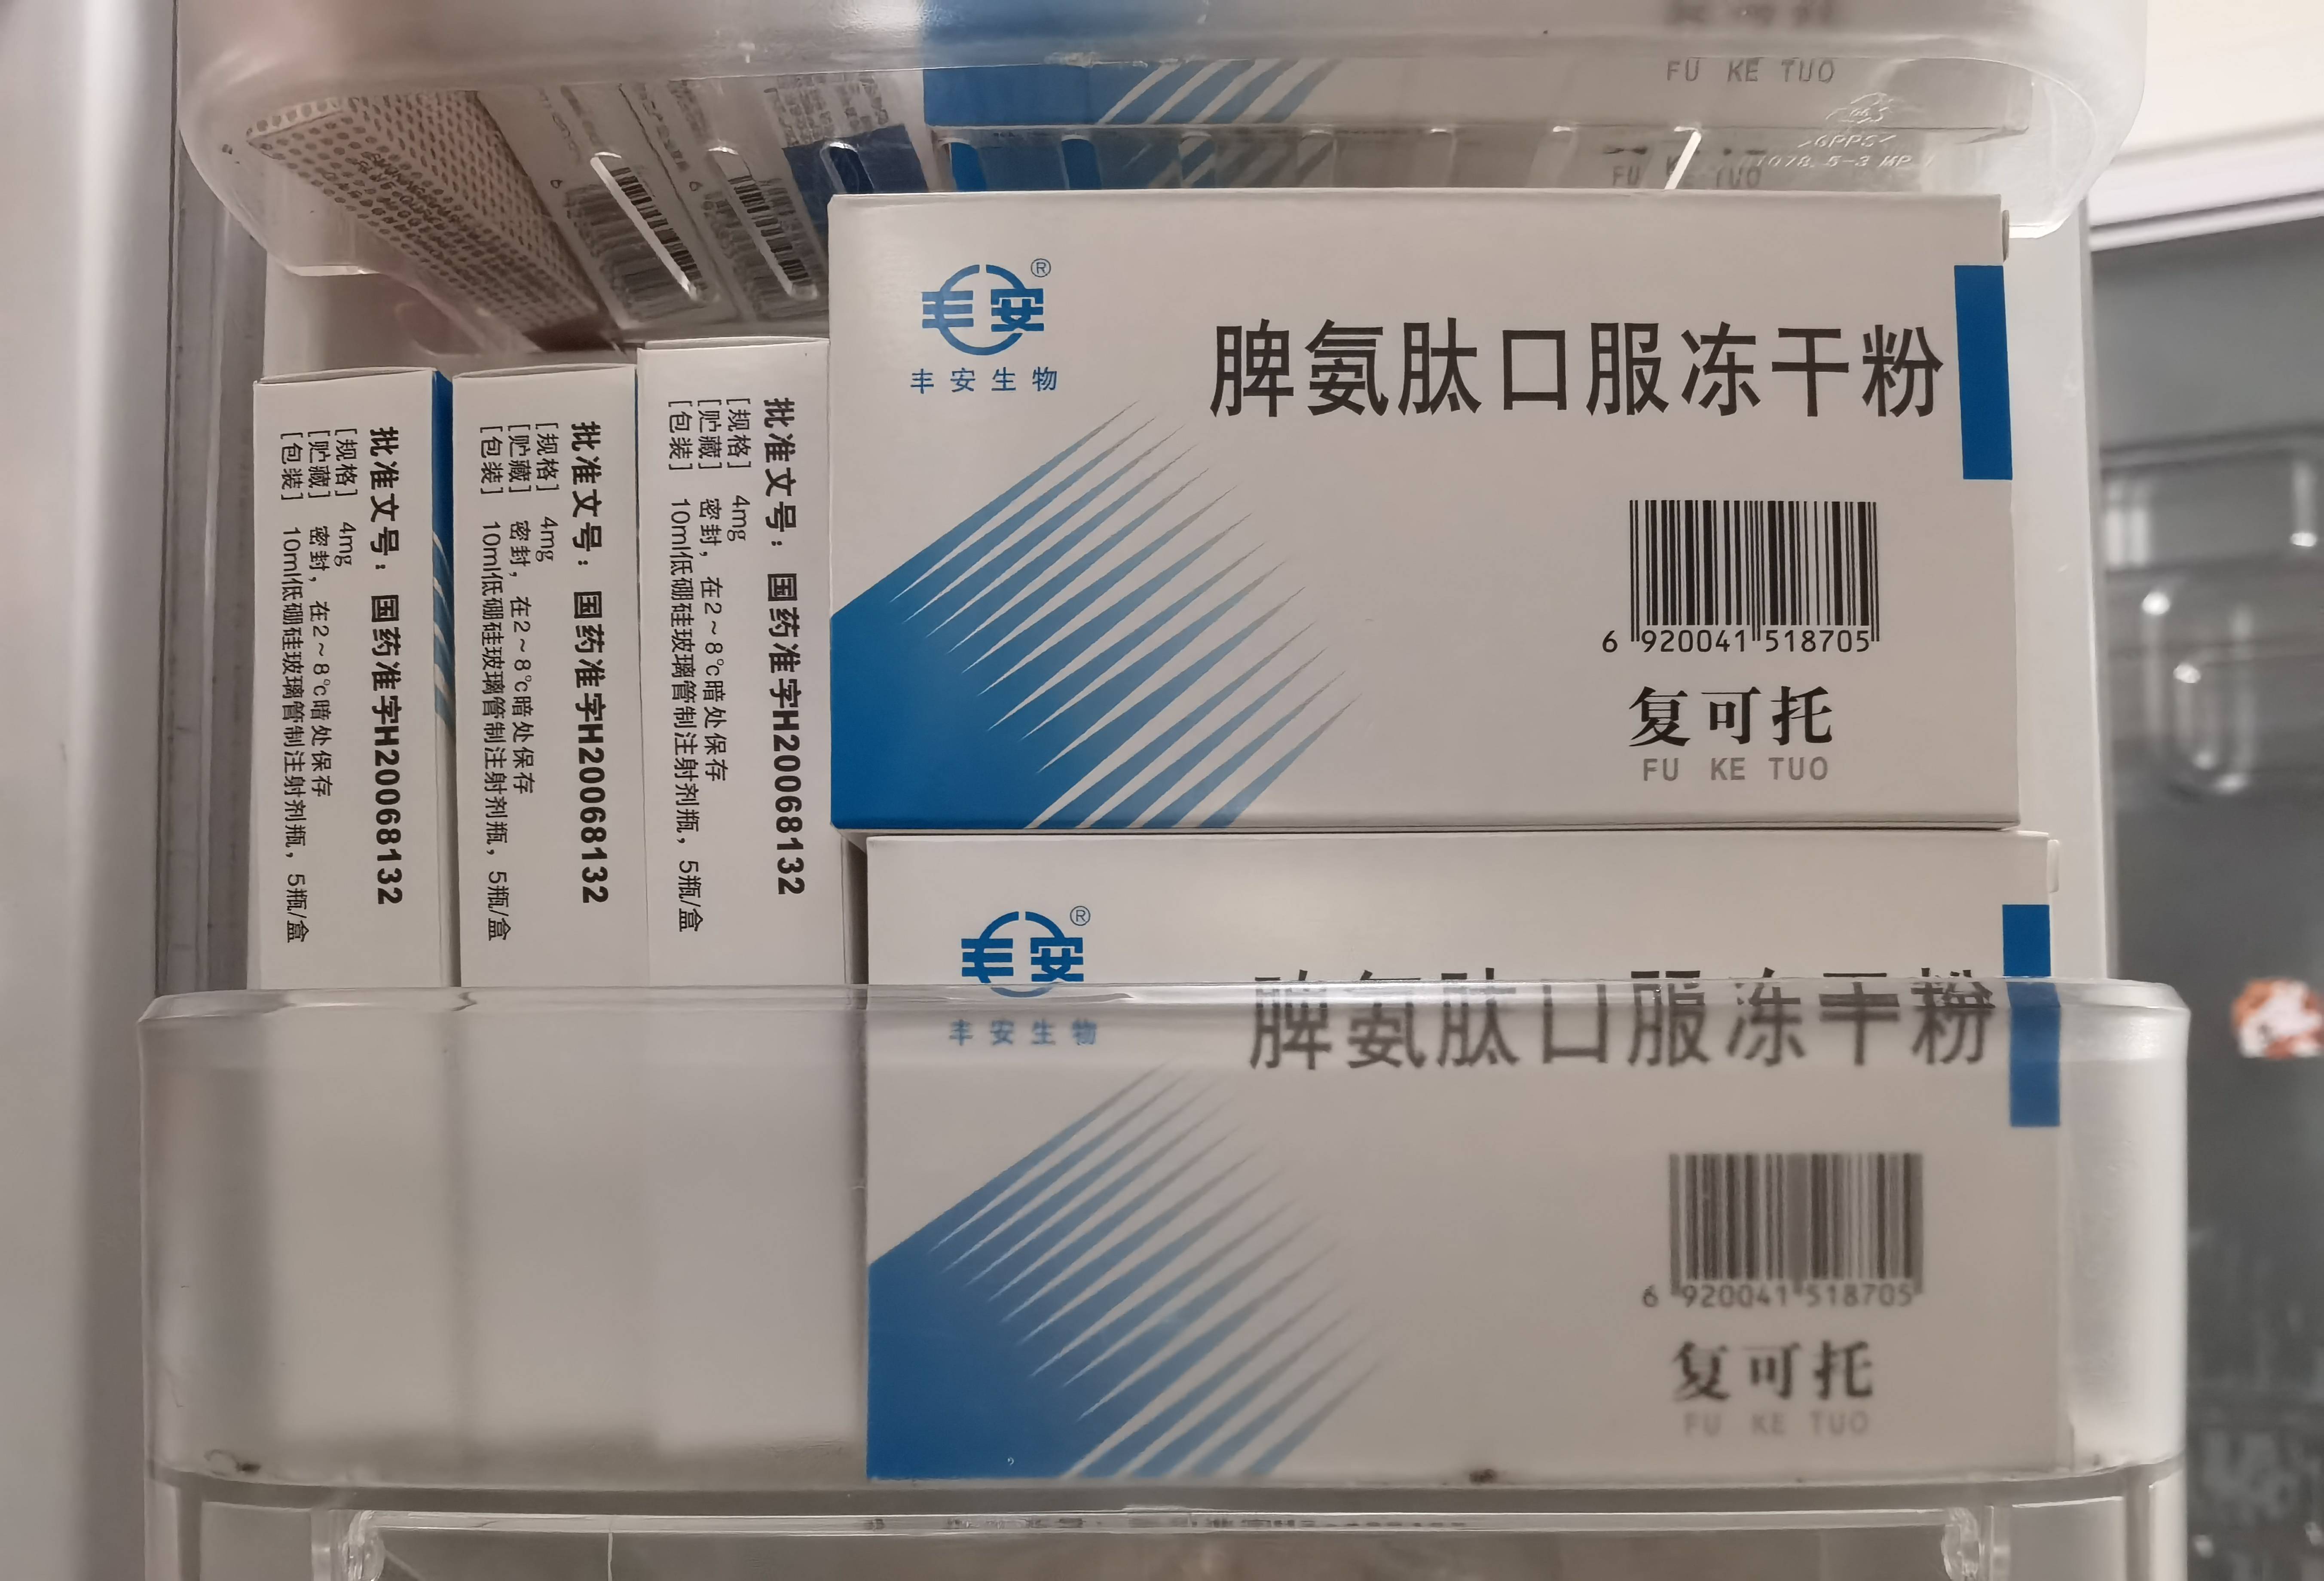 FU KE TUO
FU KE TUO
>GPPS<
丰安®
丰安生物
脾氨肽口服冻干粉
6 920041 518705
复可托
FU KE TUO
批准文号：国药准字H20068132
[规格] 4mg
[贮藏] 密封，在2~8℃暗处保存
[包装] 10ml低硼硅玻璃管制注射剂瓶，5瓶/盒
批准文号：国药准字H20068132
[规格] 4mg
[贮藏] 密封，在2~8℃暗处保存
[包装] 10ml低硼硅玻璃管制注射剂瓶，5瓶/盒
批准文号：国药准字H20068132
[规格] 4mg
[贮藏] 密封，在2~8℃暗处保存
[包装] 10ml低硼硅玻璃管制注射剂瓶，5瓶/盒
丰安®
丰安生物
脾氨肽口服冻干粉
6 920041 518705
复可托
FU KE TUO